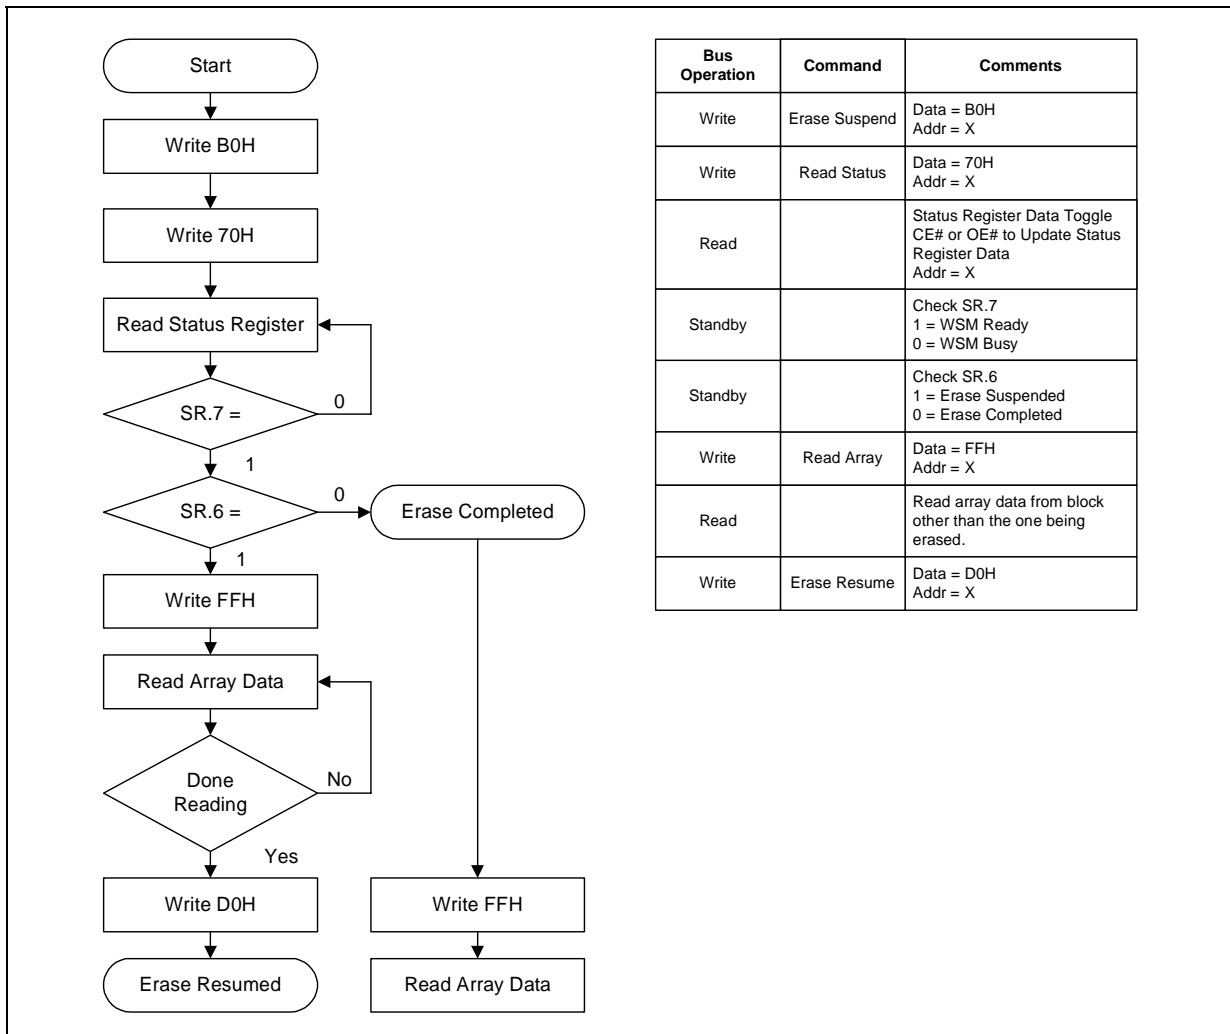 Start
Write B0H
Write 70H
Read Status Register
SR.7 =
0
1
SR.6 =
0
Erase Completed
1
Write FFH
Read Array Data
Done
Reading
No
Yes
Write D0H
Write FFH
Erase Resumed
Read Array Data
Bus
Operation
Command
Comments
Write
Erase Suspend
Data = B0H
Addr = X
Write
Read Status
Data = 70H
Addr = X
Read
Status Register Data Toggle
CE# or OE# to Update Status
Register Data
Addr = X
Standby
Check SR.7
1 = WSM Ready
0 = WSM Busy
Standby
Check SR.6
1 = Erase Suspended
0 = Erase Completed
Write
Read Array
Data = FFH
Addr = X
Read
Read array data from block
other than the one being
erased.
Write
Erase Resume
Data = D0H
Addr = X